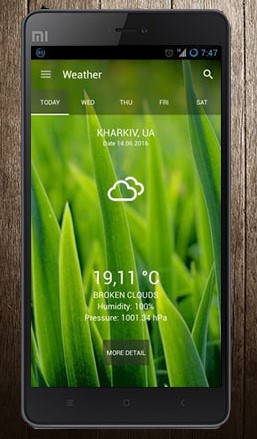 mi
7:47
Weather
TODAY WED THU FRI SAT
KHARKIV, UA
Date 14.06.2016
19,11 °C
BROKEN CLOUDS
Humidity: 100%
Pressure: 1001.34 hPa
MORE DETAIL